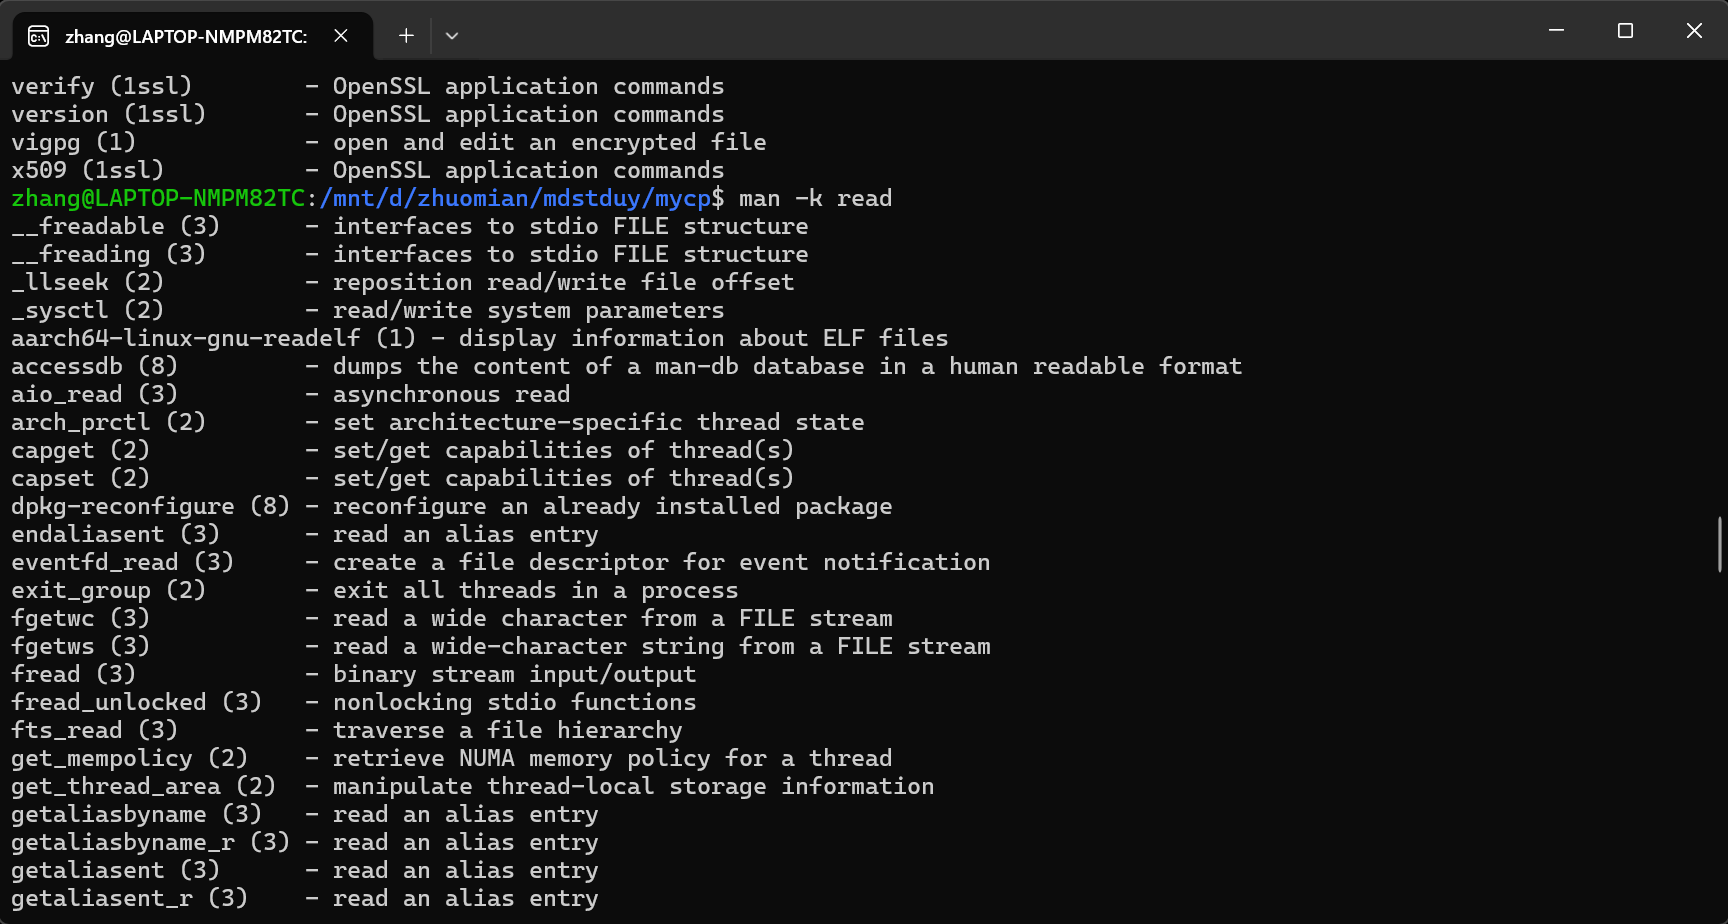 zhang@LAPTOP-NMPM82TC:
verify (1ssl)        - OpenSSL application commands
version (1ssl)       - OpenSSL application commands
vigpg (1)            - open and edit an encrypted file
x509 (1ssl)          - OpenSSL application commands
zhang@LAPTOP-NMPM82TC:/mnt/d/zhuomian/mdstduy/mycp$ man -k read
__freadable (3)      - interfaces to stdio FILE structure
__freading (3)       - interfaces to stdio FILE structure
_llseek (2)          - reposition read/write file offset
_sysctl (2)          - read/write system parameters
aarch64-linux-gnu-readelf (1) - display information about ELF files
accessdb (8)         - dumps the content of a man-db database in a human readable format
aio_read (3)         - asynchronous read
arch_prctl (2)       - set architecture-specific thread state
capget (2)           - set/get capabilities of thread(s)
capset (2)           - set/get capabilities of thread(s)
dpkg-reconfigure (8) - reconfigure an already installed package
endaliasent (3)      - read an alias entry
eventfd_read (3)     - create a file descriptor for event notification
exit_group (2)       - exit all threads in a process
fgetwc (3)           - read a wide character from a FILE stream
fgetws (3)           - read a wide-character string from a FILE stream
fread (3)            - binary stream input/output
fread_unlocked (3)   - nonlocking stdio functions
fts_read (3)         - traverse a file hierarchy
get_mempolicy (2)    - retrieve NUMA memory policy for a thread
get_thread_area (2)  - manipulate thread-local storage information
getaliasbyname (3)   - read an alias entry
getaliasbyname_r (3) - read an alias entry
getaliasent (3)      - read an alias entry
getaliasent_r (3)    - read an alias entry